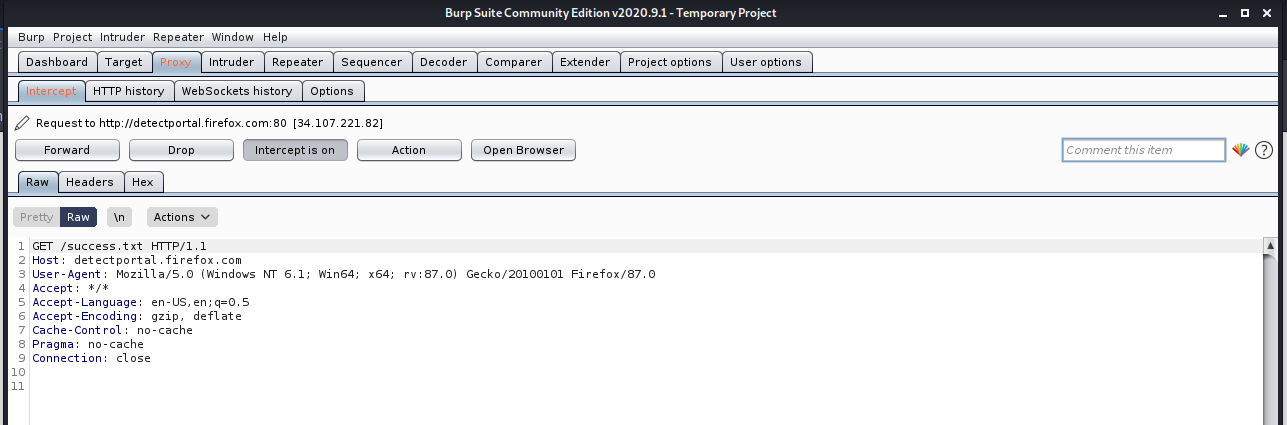 Burp Suite Community Edition v2020.9.1 - Temporary Project
Burp Project Intruder Repeater Window Help
Dashboard Target Proxy Intruder Repeater Sequencer Decoder Comparer Extender Project options User options
Intercept HTTP history WebSockets history Options
Request to http://detectportal.firefox.com:80 [34.107.221.82]
Forward Drop Intercept is on Action Open Browser Comment this item ?
Raw Headers Hex
Pretty Raw \n Actions
1 GET /success.txt HTTP/1.1
2 Host: detectportal.firefox.com
3 User-Agent: Mozilla/5.0 (Windows NT 6.1; Win64; x64; rv:87.0) Gecko/20100101 Firefox/87.0
4 Accept: */*
5 Accept-Language: en-US,en;q=0.5
6 Accept-Encoding: gzip, deflate
7 Cache-Control: no-cache
8 Pragma: no-cache
9 Connection: close
10
11